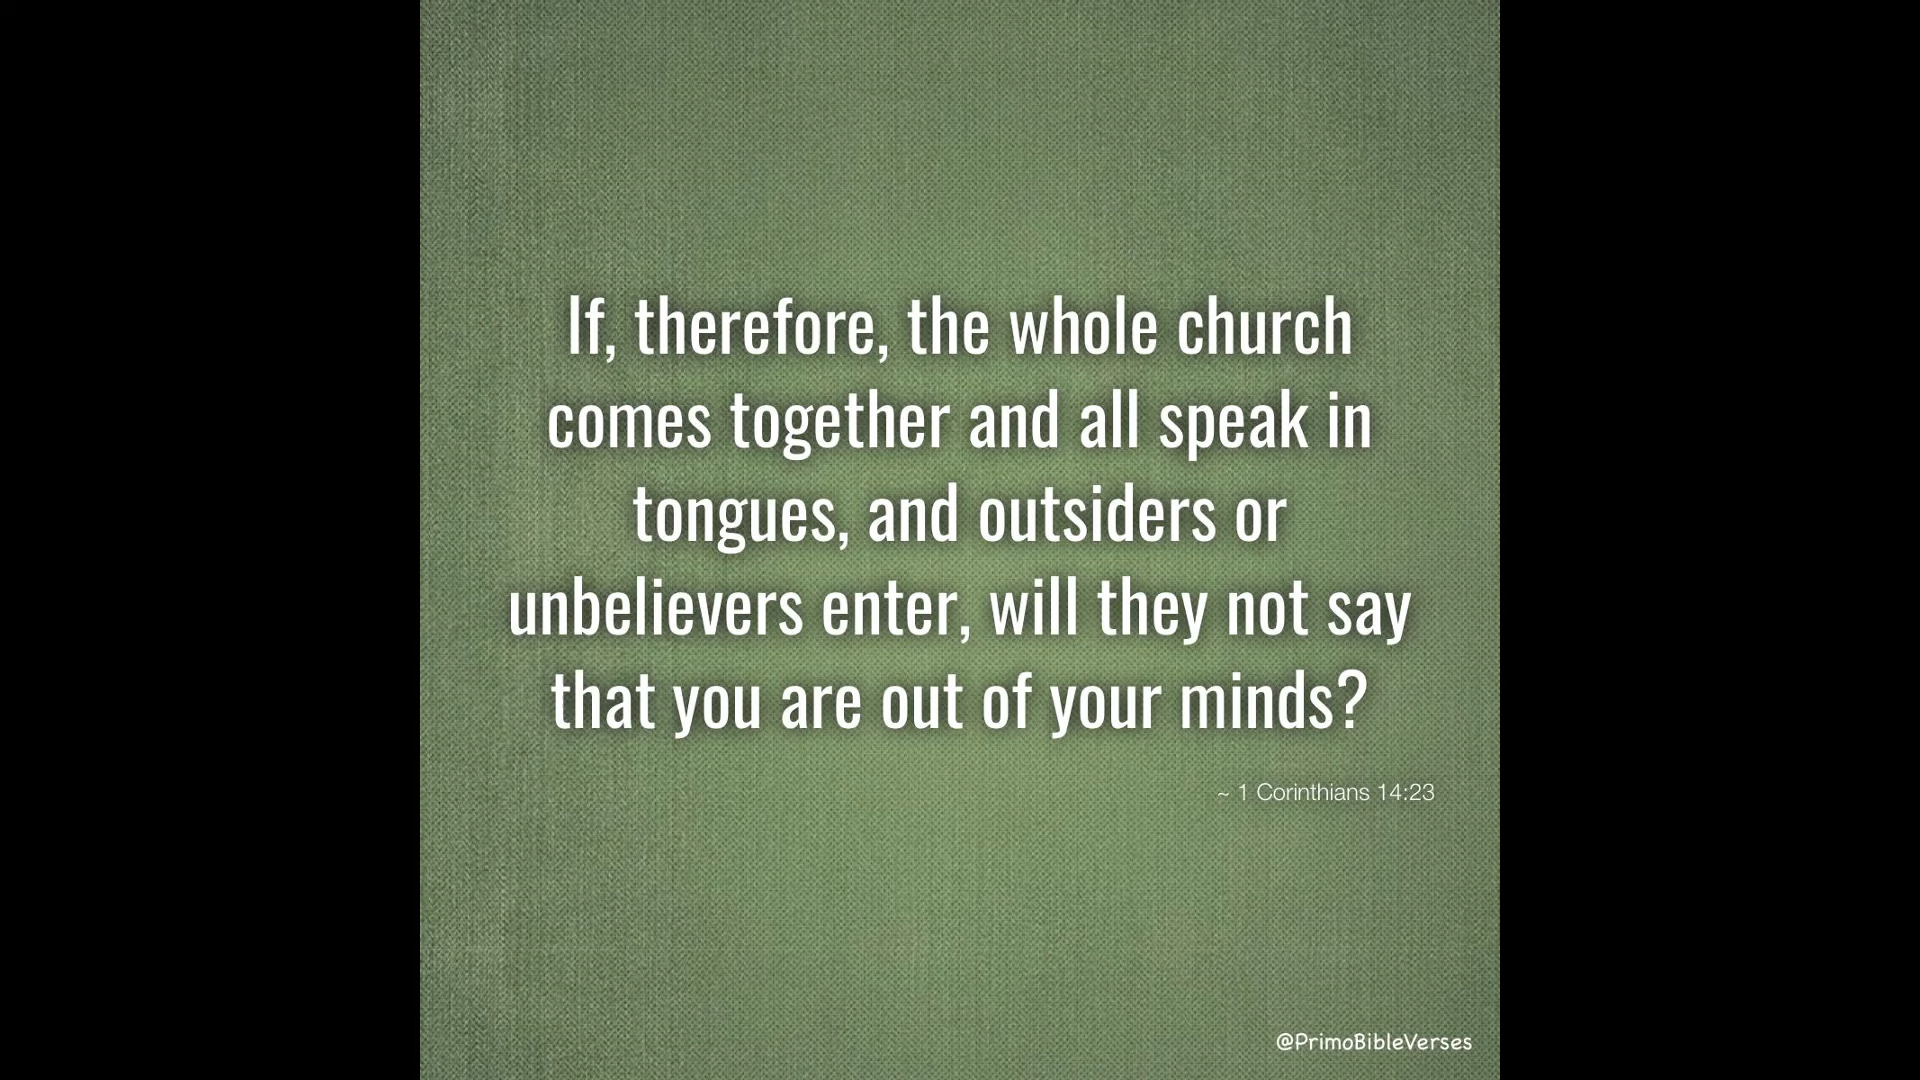 If, therefore, the whole church
comes together and all speak in
tongues, and outsiders or
unbelievers enter, will they not say
that you are out of your minds?
~ 1 Corinthians 14:23
@PrimoBibleVerses